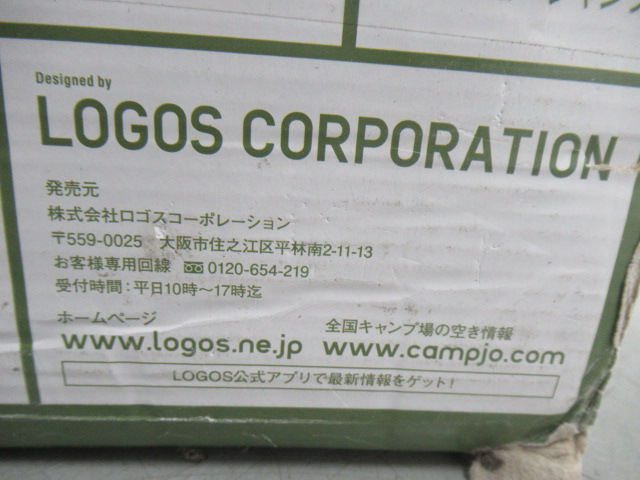 Designed by
LOGOS CORPORATION
発売元
株式会社ロゴスコーポレーション
〒559-0025 大阪市住之江区平林南2-11-13
お客様専用回線 0120-654-219
受付時間:平日10時〜17時迄
ホームページ
www.logos.ne.jp
全国キャンプ場の空き情報
www.campjo.com
LOGOS公式アプリで最新情報をゲット!